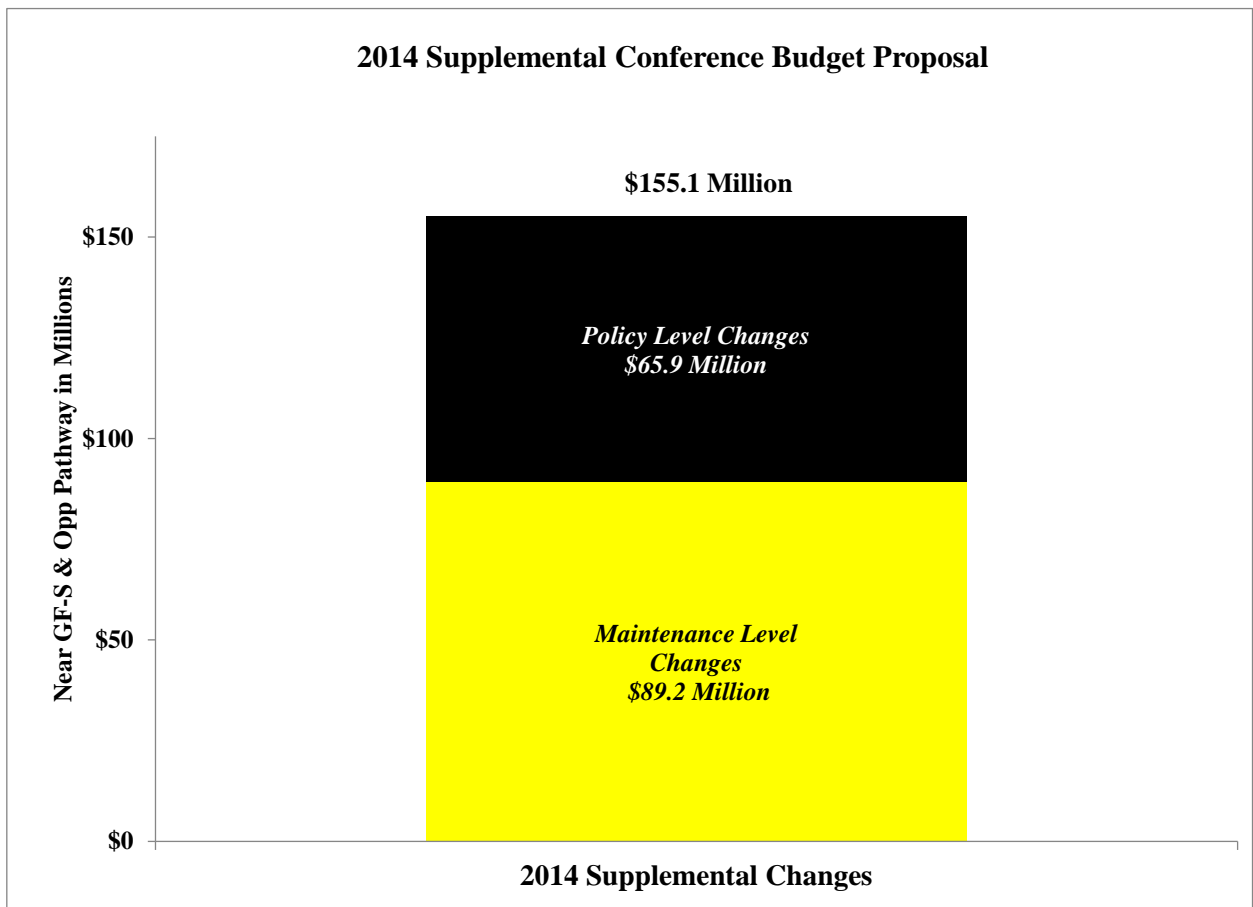 2014 Supplemental Conference Budget Proposal
$155.1 Million
$150
Policy Level Changes
$65.9 Million
$100
Near GF-S & Opp Pathway in Millions
Maintenance Level
Changes
$89.2 Million
$50
$0
2014 Supplemental Changes